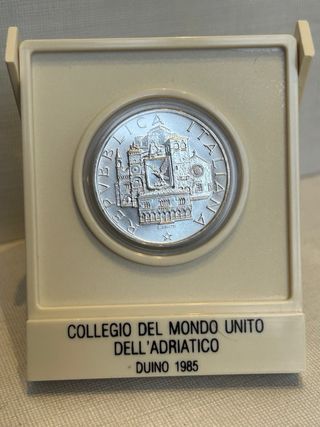 REPVBBLICA ITALIANA
COLLEGIO DEL MONDO UNITO
DELL'ADRIATICO
DUINO 1985